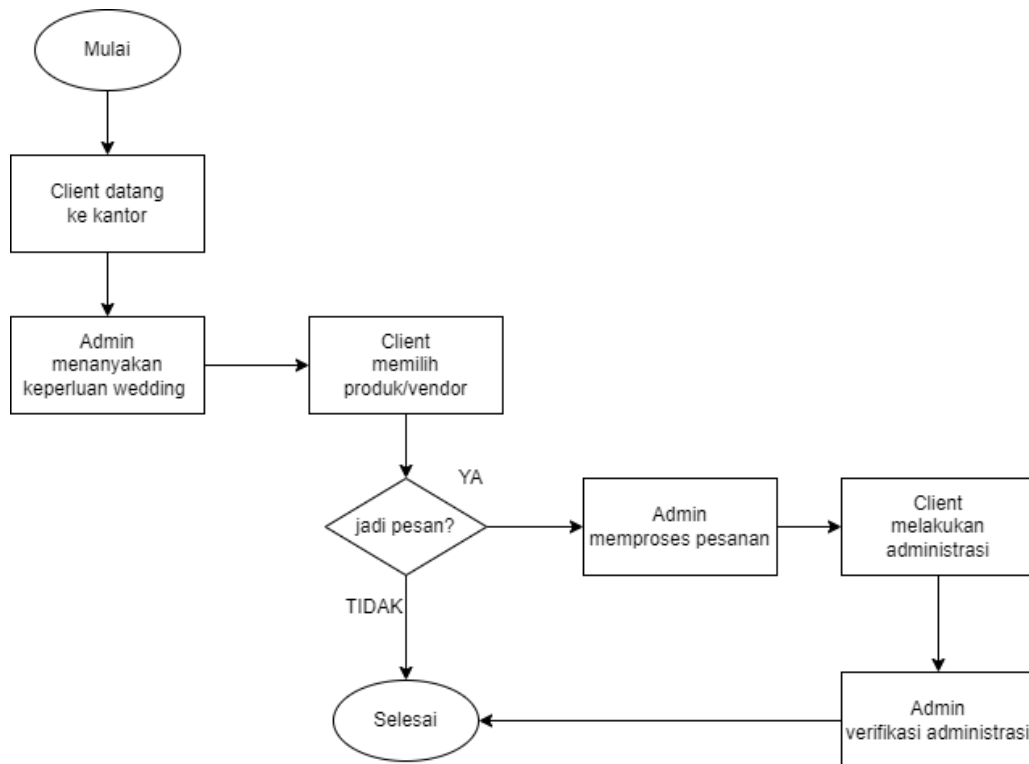 Mulai
Client datang
ke kantor
Admin
menanyakan
keperluan wedding
Client
memilih
produk/vendor
jadi pesan?
YA
Admin
memproses pesanan
Client
melakukan
administrasi
TIDAK
Selesai
Admin
verifikasi administrasi